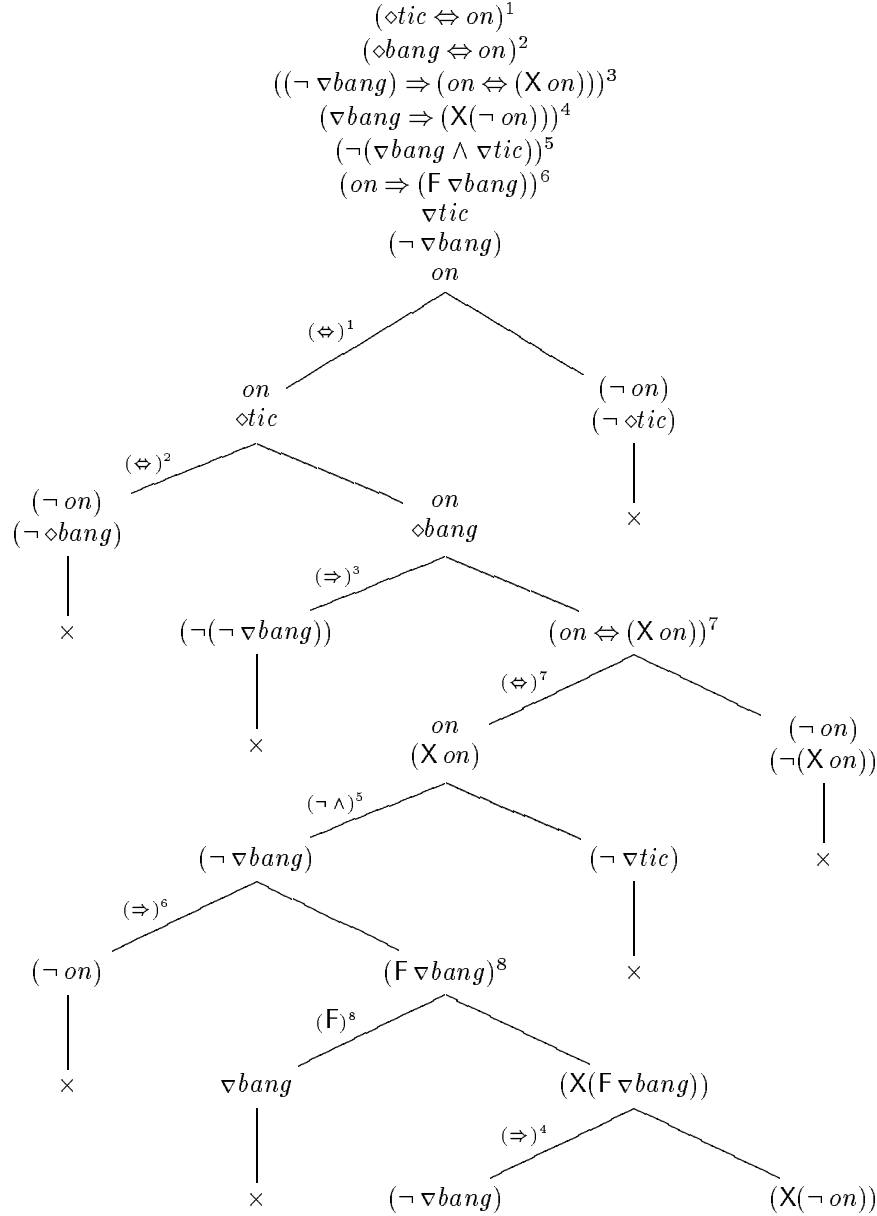 (⋄tic ⇔ on)¹
(⋄bang ⇔ on)²
((¬ ▿bang) ⇒ (on ⇔ (X on)))³
(▿bang ⇒ (X(¬ on)))⁴
(¬(▿bang ∧ ▿tic))⁵
(on ⇒ (F ▿bang))⁶
▿tic
(¬ ▿bang)
on
(⇔)¹
on
⋄tic
(¬ on)
(¬ ⋄tic)
×
(⇔)²
(¬ on)
(¬ ⋄bang)
×
on
⋄bang
(⇒)³
(¬(¬ ▿bang))
×
(on ⇔ (X on))⁷
(⇔)⁷
on
(X on)
(¬ on)
(¬(X on))
×
(¬ ∧)⁵
(¬ ▿bang)
(¬ ▿tic)
×
(⇒)⁶
(¬ on)
×
(F ▿bang)⁸
(F)⁸
▿bang
×
(X(F ▿bang))
(⇒)⁴
(¬ ▿bang)
(X(¬ on))